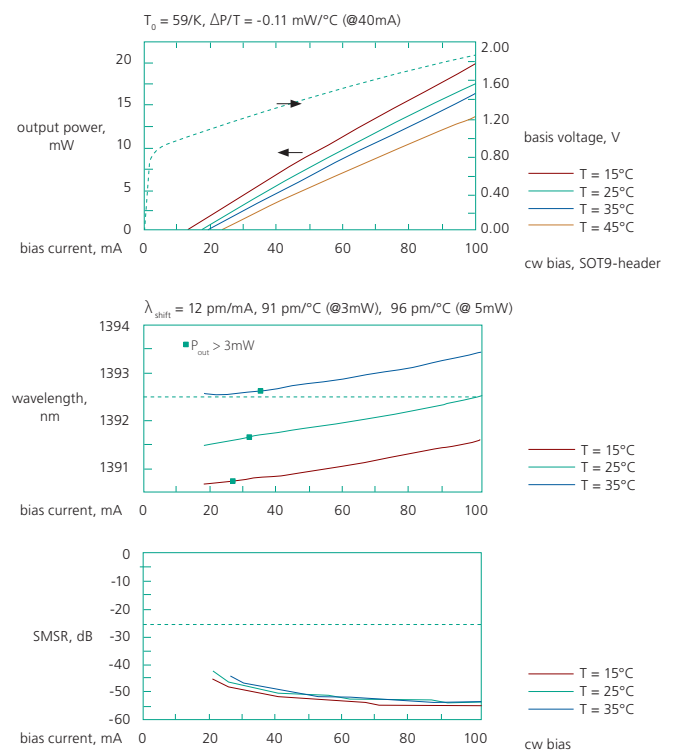 T0 = 59/K, ΔP/T = -0.11 mW/°C (@40mA)
20
15
10
5
0
output power,
mW
2.00
1.60
1.20
0.80
0.40
0.00
basis voltage, V
T = 15°C
T = 25°C
T = 35°C
T = 45°C
bias current, mA
0 20 40 60 80 100
cw bias, SOT9-header
λshift = 12 pm/mA, 91 pm/°C (@3mW), 96 pm/°C (@ 5mW)
1394
1393
1392
1391
Pout > 3mW
wavelength,
nm
T = 15°C
T = 25°C
T = 35°C
bias current, mA
0 20 40 60 80 100
0
-10
-20
-30
-40
-50
-60
SMSR, dB
T = 15°C
T = 25°C
T = 35°C
bias current, mA
0 20 40 60 80 100
cw bias